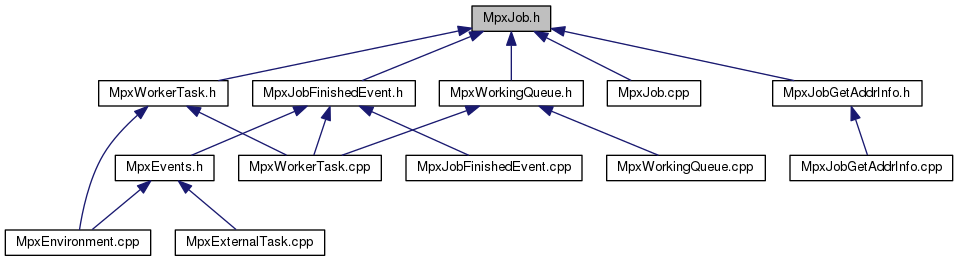 MpxJob.h
MpxWorkerTask.h
MpxJobFinishedEvent.h
MpxWorkingQueue.h
MpxJob.cpp
MpxJobGetAddrInfo.h
MpxEvents.h
MpxWorkerTask.cpp
MpxJobFinishedEvent.cpp
MpxWorkingQueue.cpp
MpxJobGetAddrInfo.cpp
MpxEnvironment.cpp
MpxExternalTask.cpp